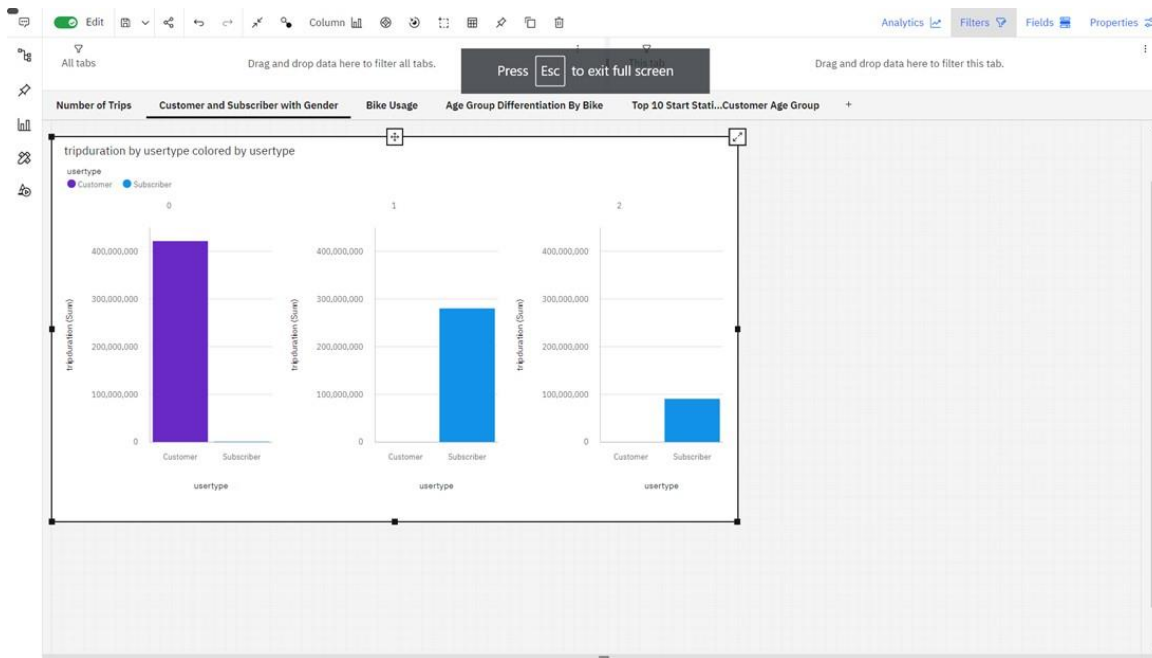 Edit Column Analytics Filters Fields Properties
All tabs Drag and drop data here to filter all tabs. This tab Drag and drop data here to filter this tab.
Press Esc to exit full screen
Number of Trips Customer and Subscriber with Gender Bike Usage Age Group Differentiation By Bike Top 10 Start Stati...Customer Age Group +
tripduration by usertype colored by usertype
usertype
Customer Subscriber
0 1 2
400,000,000 400,000,000 400,000,000
300,000,000 300,000,000 300,000,000
tripduration (Sum) tripduration (Sum) tripduration (Sum)
200,000,000 200,000,000 200,000,000
100,000,000 100,000,000 100,000,000
0 0 0
Customer Subscriber Customer Subscriber Customer Subscriber
usertype usertype usertype